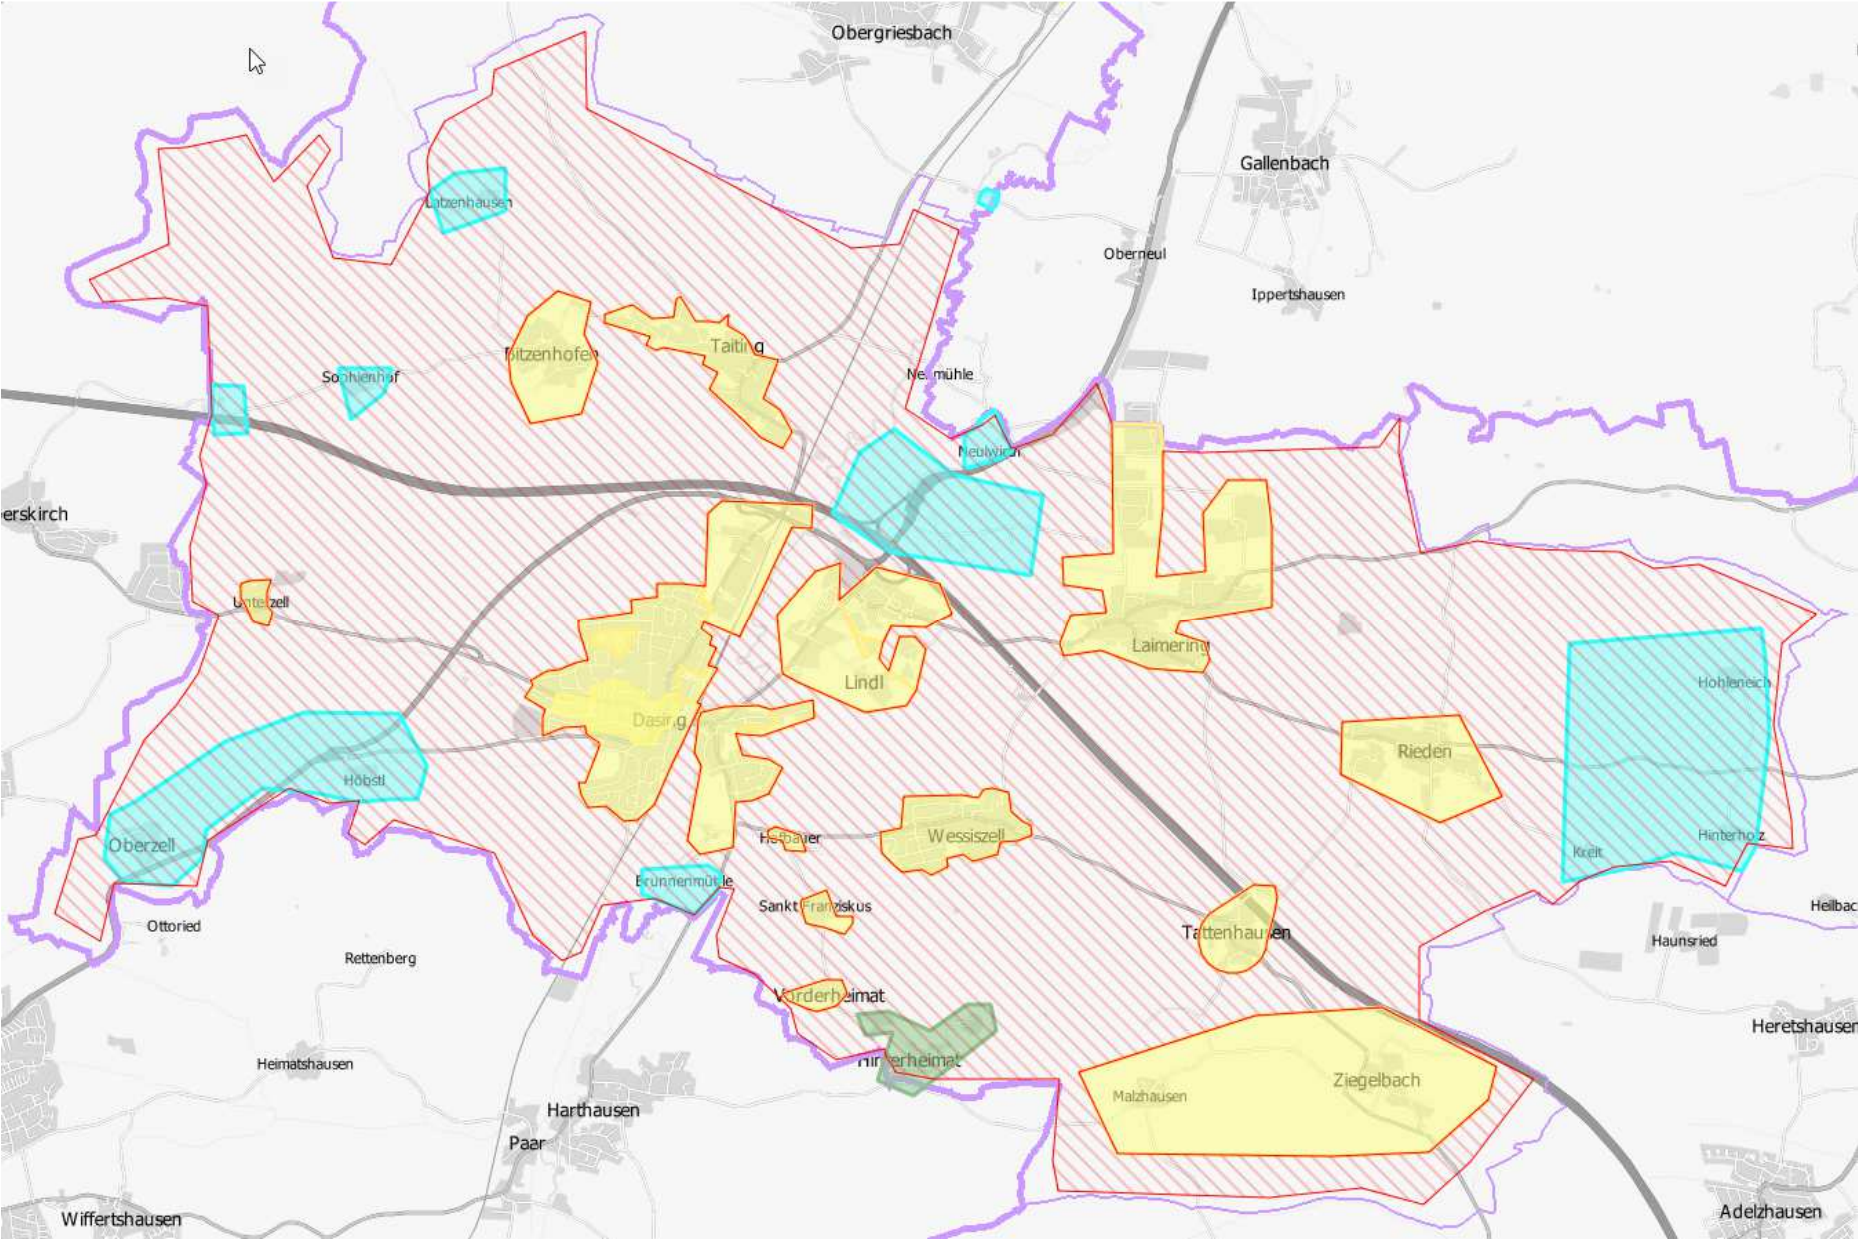 Obergriesbach
Gallenbach
Latzenhausen
Oberneul
Ippertshausen
Bitzenhofen
Taiting
Neumühle
Sophienhof
Neulwirth
erskirch
Unterzell
Laimering
Lindl
Hohleneich
Dasing
Rieden
Höbstl
Hofbauer
Wessiszell
Hinterholz
Oberzell
Kreit
Brunnenmühle
Sankt Franziskus
Heilbac
Ottoried
Tattenhausen
Haunsried
Rettenberg
Vorderheimat
Heretshausen
Heimatshausen
Hinterheimat
Ziegelbach
Malzhausen
Harthausen
Paar
Wiffertshausen
Adelzhausen